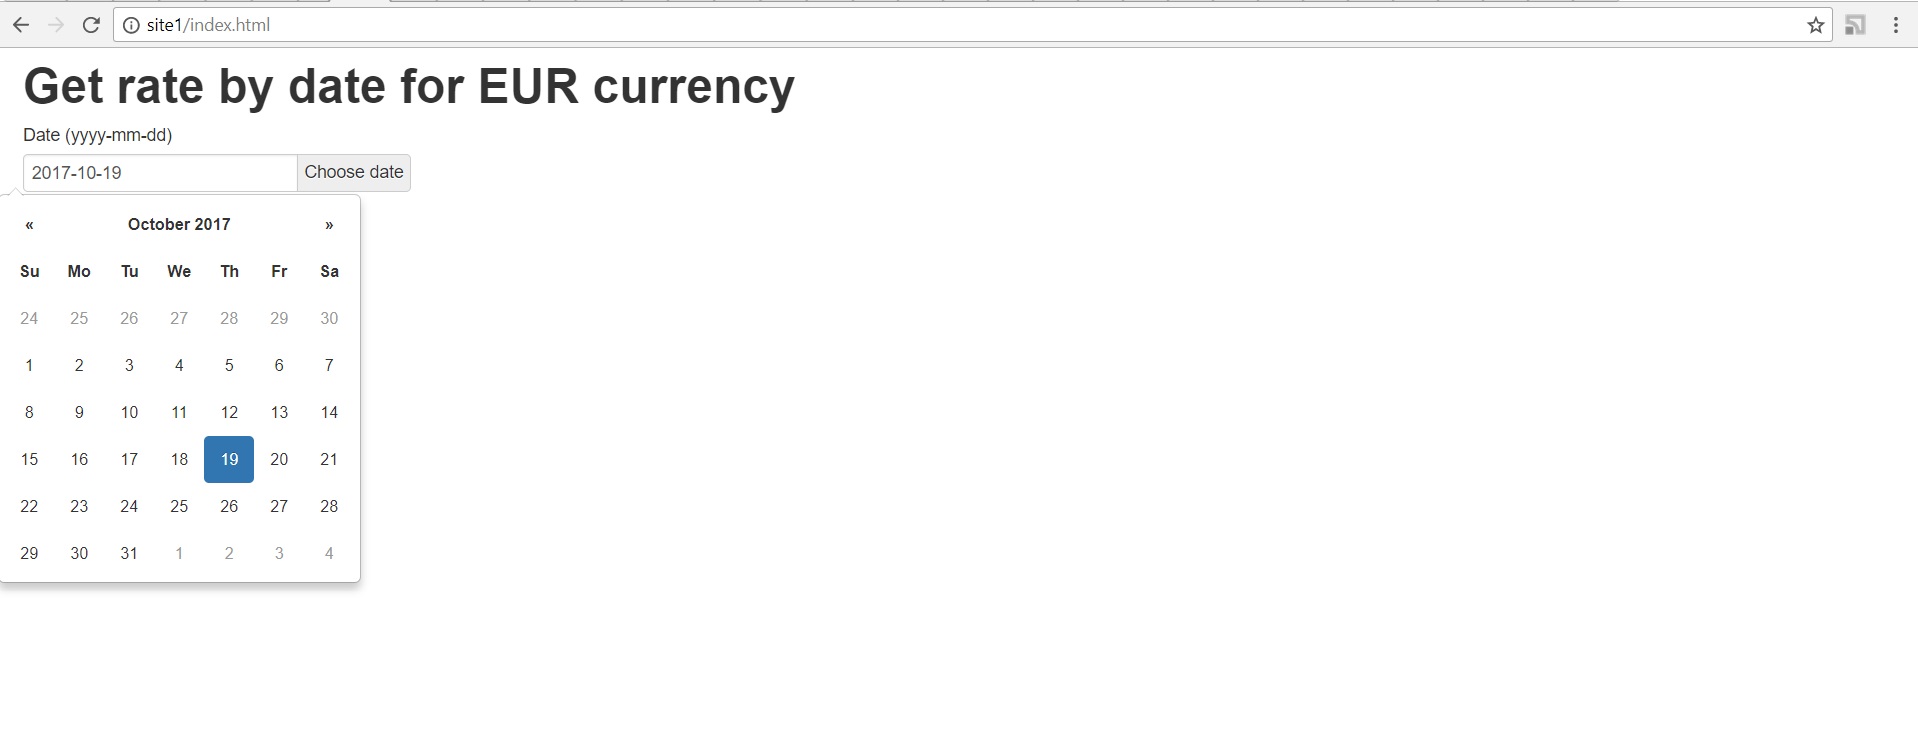 site1/index.html
Get rate by date for EUR currency
Date (yyyy-mm-dd)
2017-10-19 Choose date
« October 2017 »
Su Mo Tu We Th Fr Sa
24 25 26 27 28 29 30
1 2 3 4 5 6 7
8 9 10 11 12 13 14
15 16 17 18 19 20 21
22 23 24 25 26 27 28
29 30 31 1 2 3 4